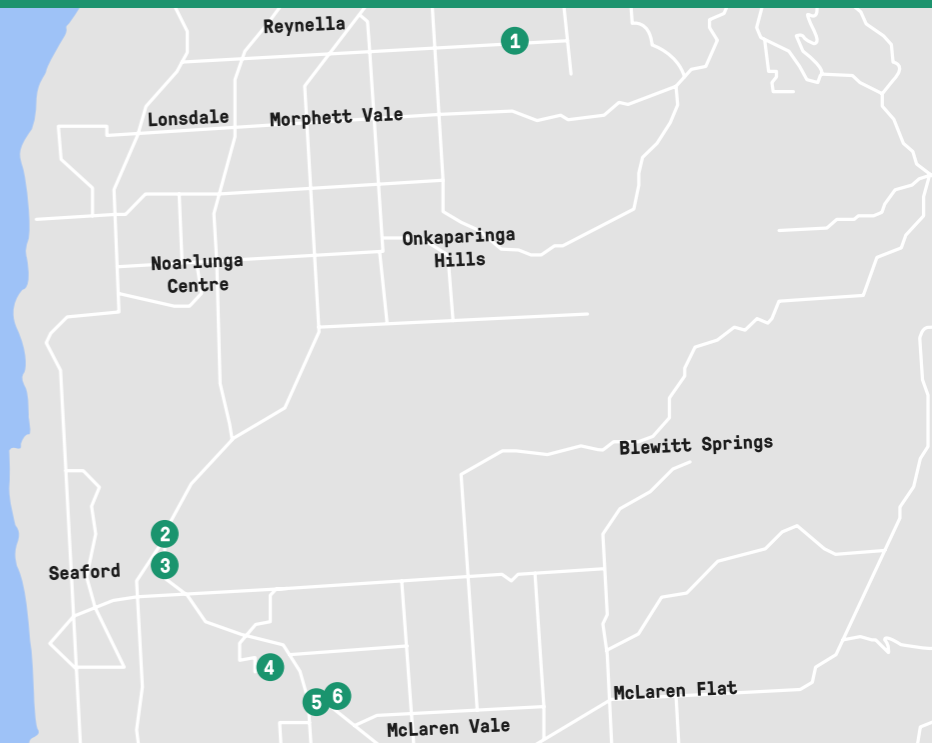 Reynella
1
Lonsdale
Morphett Vale
Onkaparinga
Hills
Noarlunga
Centre
Blewitt Springs
2
3
Seaford
4
5
6
McLaren Flat
McLaren Vale